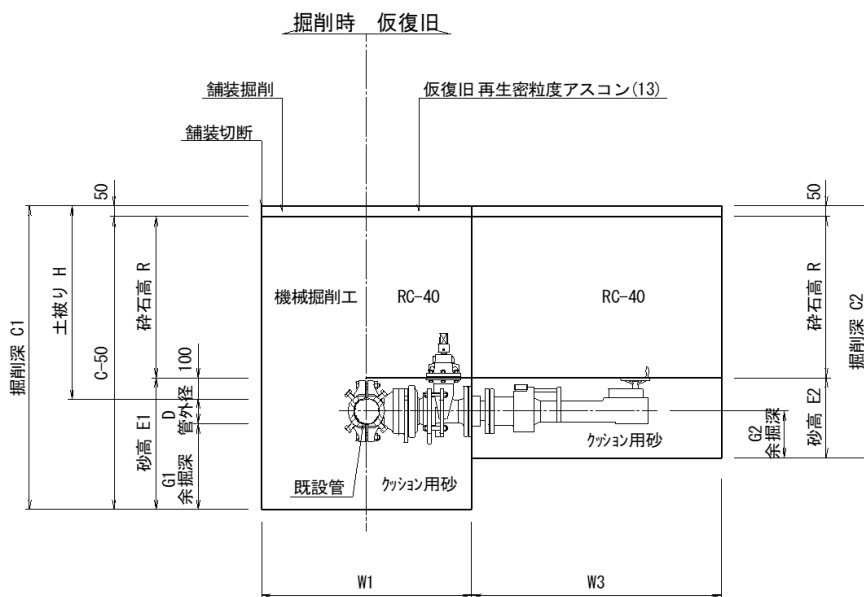 掘削時 仮復旧
舗装掘削
仮復旧 再生密粒度アスコン(13)
舗装切断
50
50
掘削深 C1
土被り H
C-50
砕石高 R
100
機械掘削工
RC-40
RC-40
砕石高 R
掘削深 C2
砂高 E1
管外径 D
余掘深 G1
既設管
クッション用砂
クッション用砂
余掘深 G2
砂高 E2
W1
W3